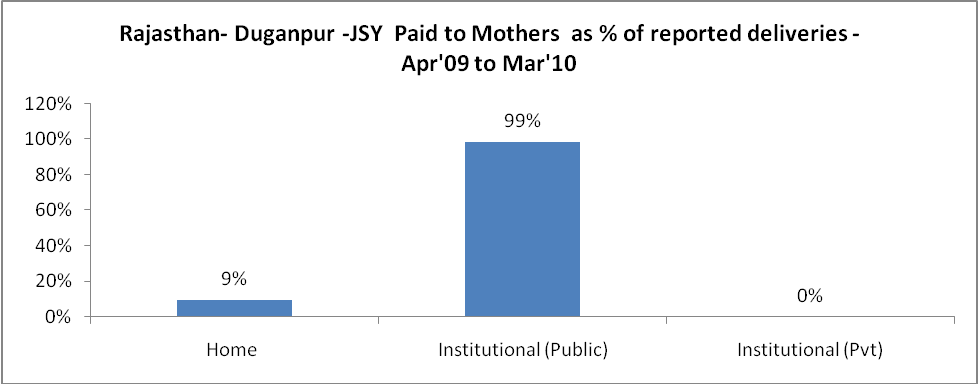 Rajasthan- Duganpur -JSY Paid to Mothers as % of reported deliveries -
Apr'09 to Mar'10
120%
100%
80%
60%
40%
20%
0%
9%
99%
0%
Home
Institutional (Public)
Institutional (Pvt)